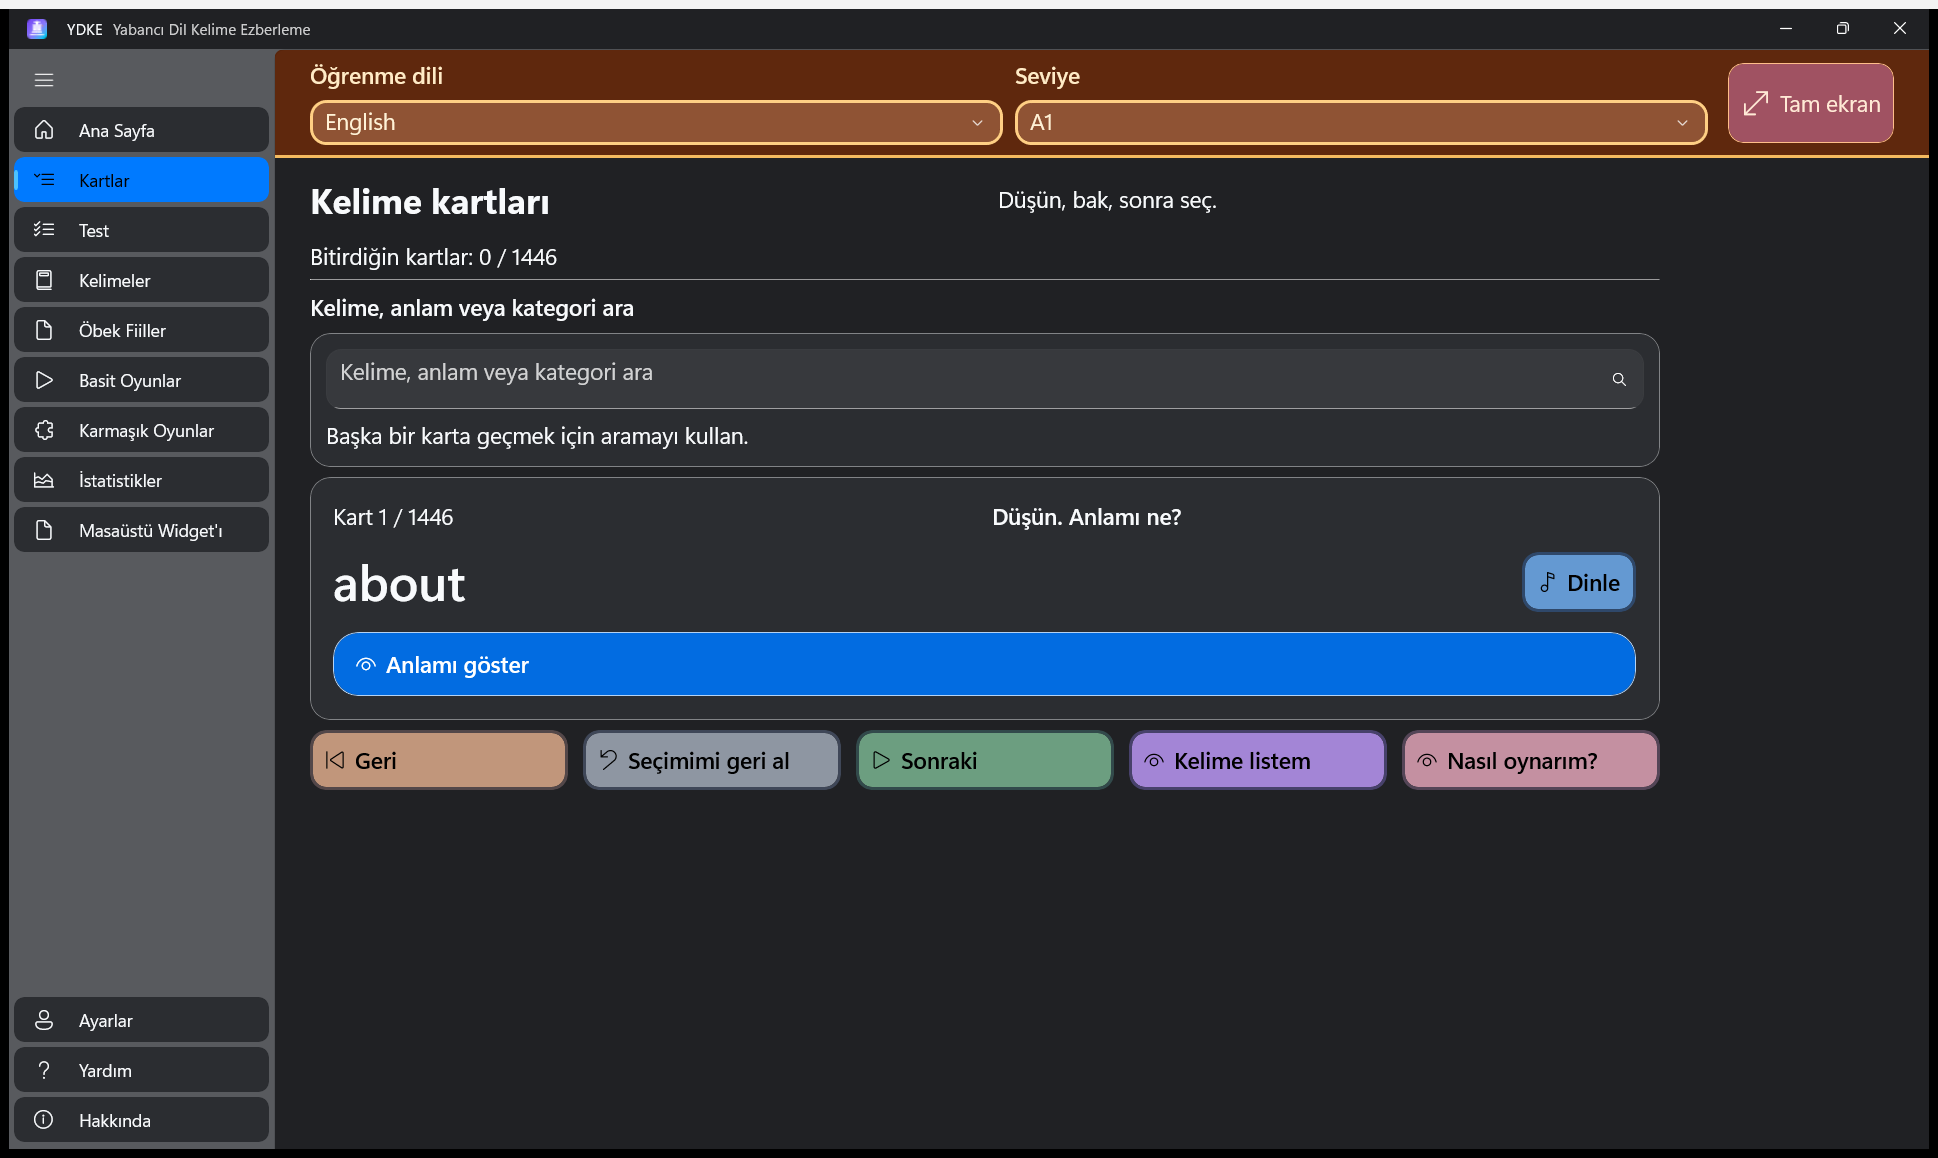 YDKE Yabancı Dil Kelime Ezberleme
Ana Sayfa
Kartlar
Test
Kelimeler
Öbek Fiiller
Basit Oyunlar
Karmaşık Oyunlar
İstatistikler
Masaüstü Widget'ı
Ayarlar
Yardım
Hakkında
Öğrenme dili
English
Seviye
A1
Tam ekran
Kelime kartları
Düşün, bak, sonra seç.
Bitirdiğin kartlar: 0 / 1446
Kelime, anlam veya kategori ara
Kelime, anlam veya kategori ara
Başka bir karta geçmek için aramayı kullan.
Kart 1 / 1446
Düşün. Anlamı ne?
about
Dinle
Anlamı göster
Geri
Seçimimi geri al
Sonraki
Kelime listem
Nasıl oynarım?